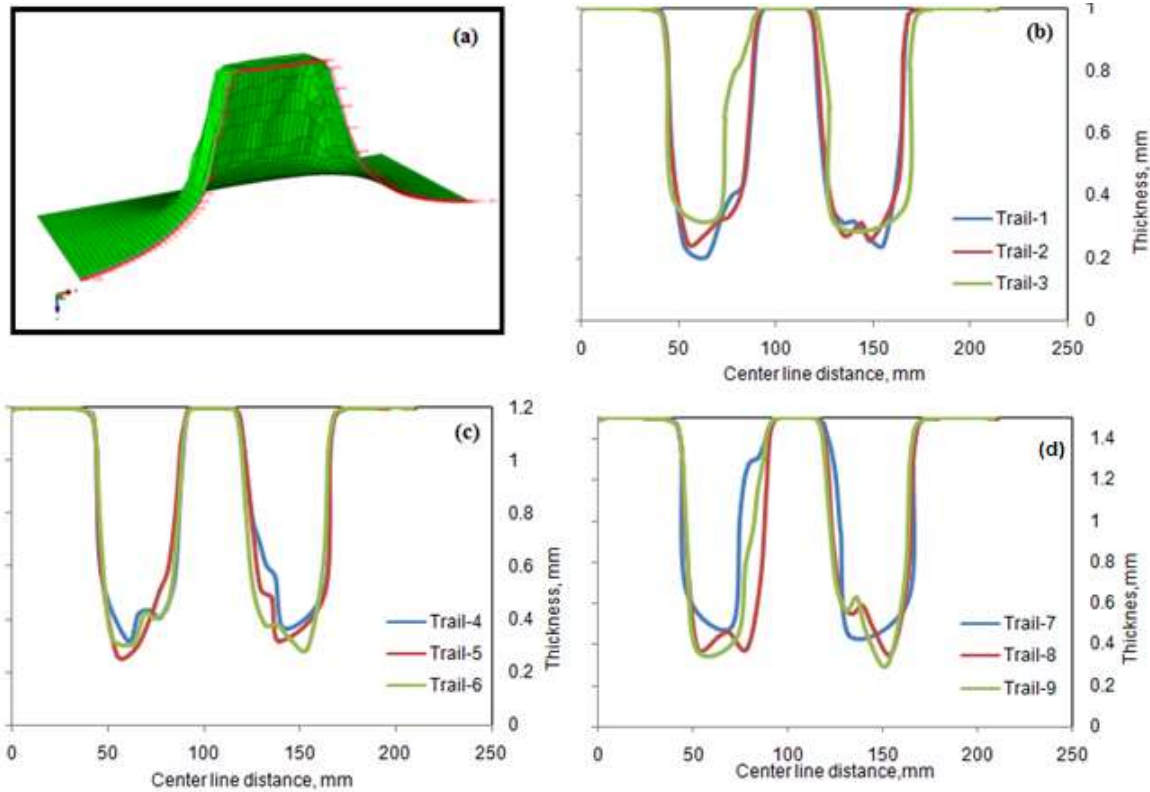 (a)
(b)
1
0.8
0.6
0.4
0.2
0
Thickness, mm
Trail-1
Trail-2
Trail-3
0 50 100 150 200 250
Center line distance, mm
(c)
1.2
1
0.8
0.6
0.4
0.2
0
Thickness, mm
Trail-4
Trail-5
Trail-6
0 50 100 150 200 250
Center line distance, mm
(d)
1.4
1.2
1
0.8
0.6
0.4
0.2
0
Thicknes,mm
Trail-7
Trail-8
Trail-9
0 50 100 150 200 250
Center line distance,mm